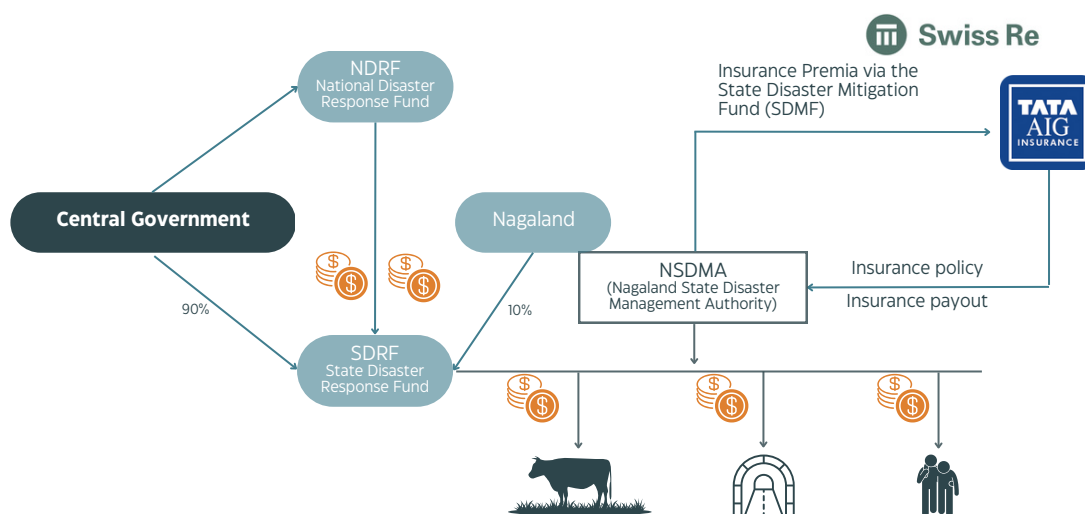 Swiss Re
NDRF
National Disaster
Response Fund
Insurance Premia via the
State Disaster Mitigation
Fund (SDMF)
TATA
AIG
INSURANCE
Central Government
Nagaland
$
$
$
$
NSDMA
(Nagaland State Disaster
Management Authority)
Insurance policy
Insurance payout
90%
10%
SDRF
State Disaster
Response Fund
$
$
$
$
$
$